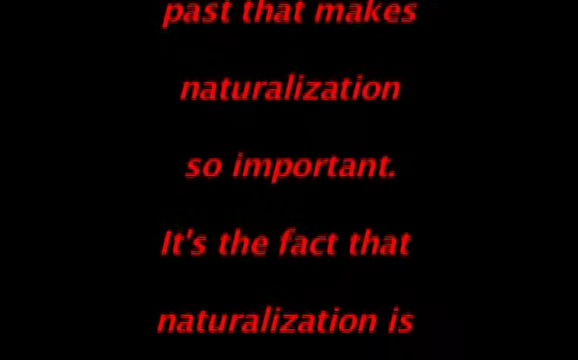 past that makes
naturalization
so important.
It's the fact that
naturalization is